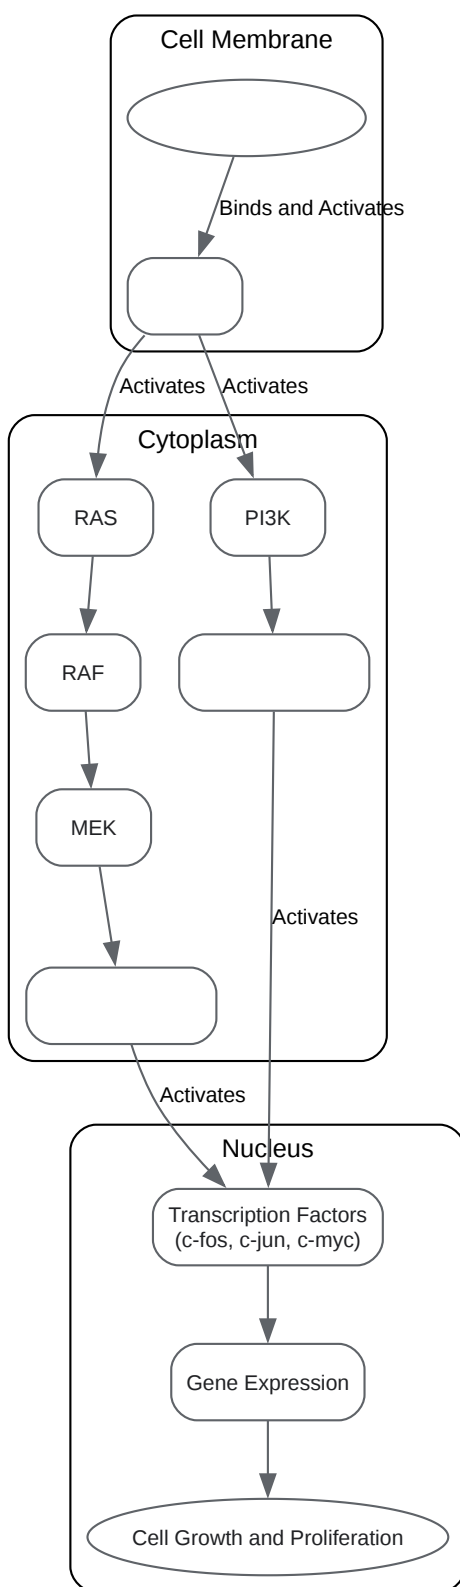 Cell Membrane
Binds and Activates
Activates
Activates
Cytoplasm
RAS
PI3K
RAF
MEK
Activates
Activates
Nucleus
Transcription Factors
(c-fos, c-jun, c-myc)
Gene Expression
Cell Growth and Proliferation